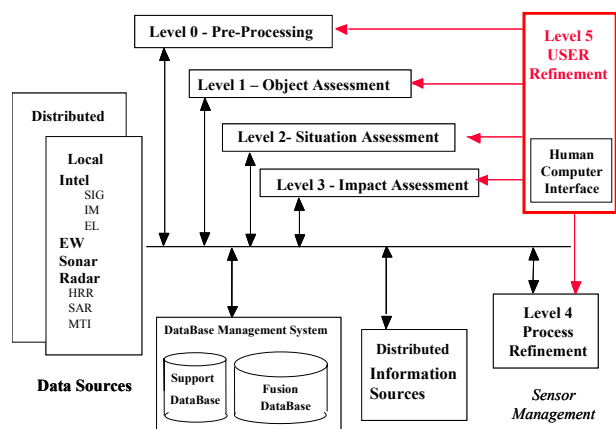 Level 0 - Pre-Processing
Level 1 – Object Assessment
Level 2- Situation Assessment
Level 3 - Impact Assessment
Level 5
USER
Refinement
Human
Computer
Interface
Distributed
Local
Intel
SIG
IM
EL
EW
Sonar
Radar
HRR
SAR
MTI
Data Sources
DataBase Management System
Support
DataBase
Fusion
DataBase
Distributed
Information
Sources
Level 4
Process
Refinement
Sensor
Management